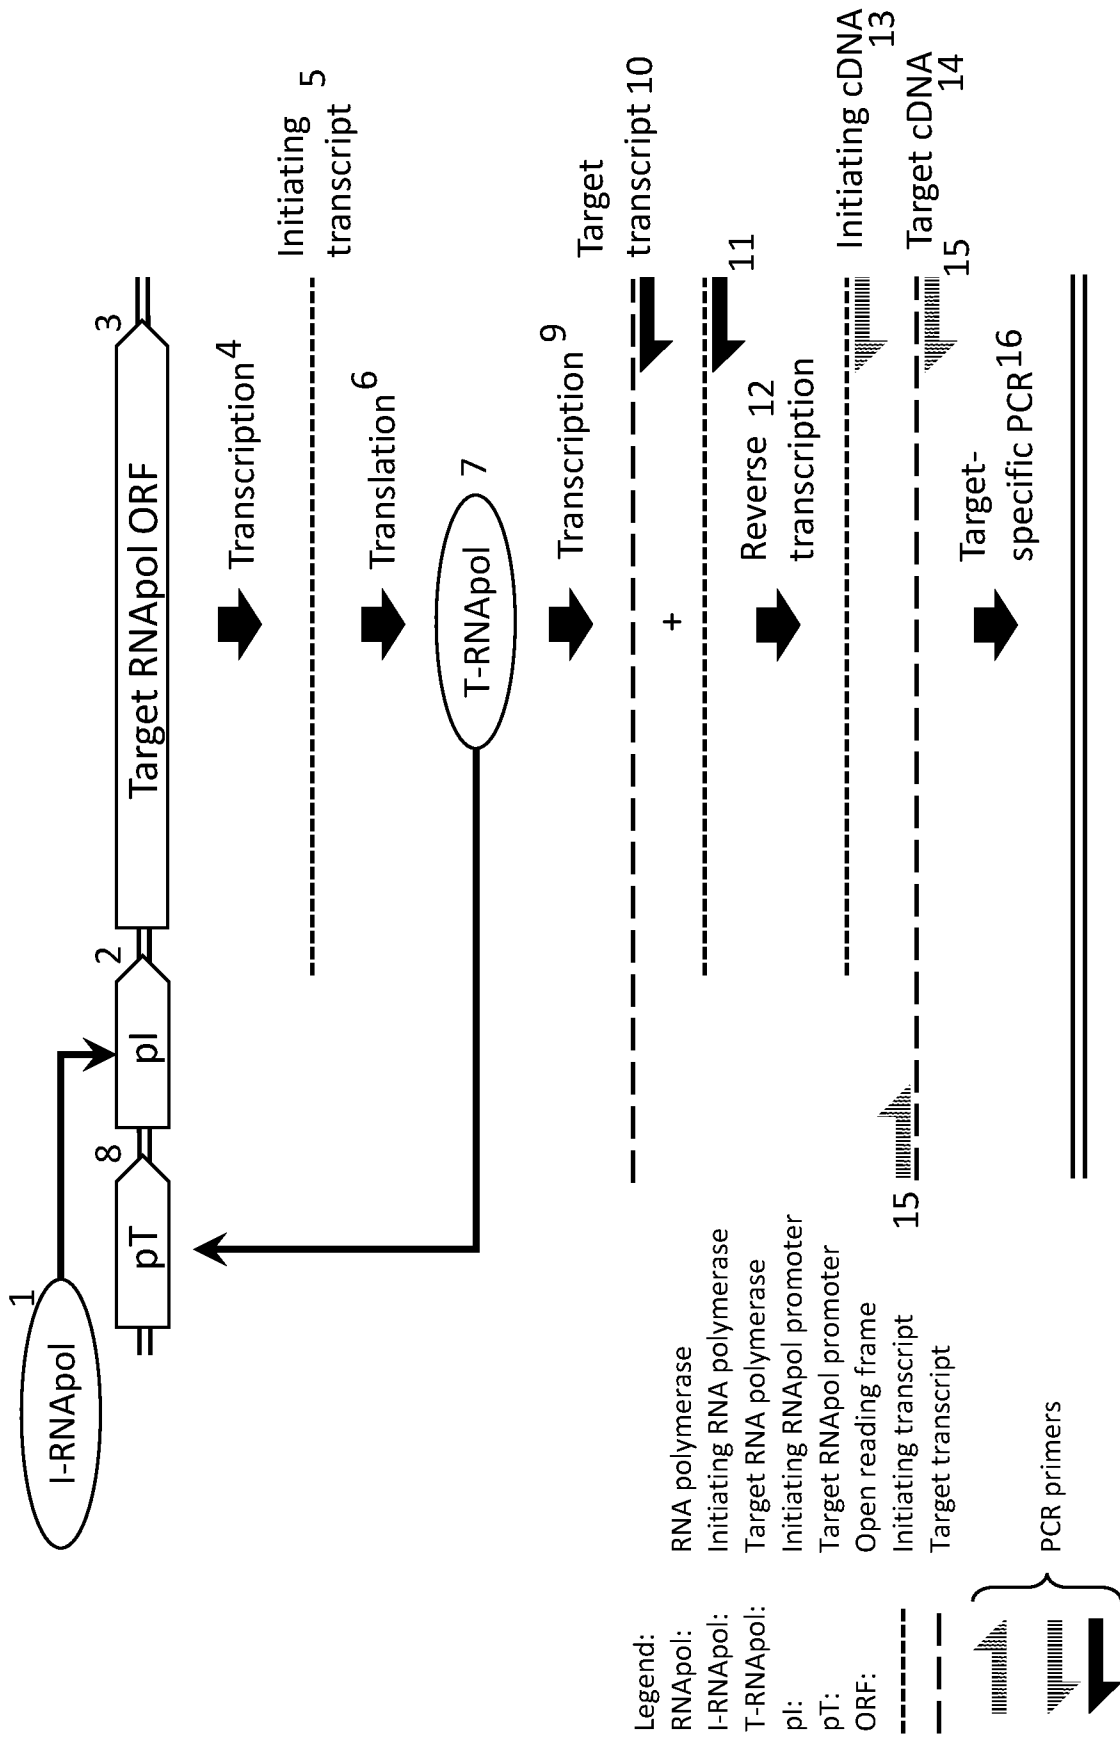 I-RNApol 1
pT 8 pI 2 Target RNApol ORF 3
Transcription 4
Initiating
transcript 5
Translation 6
T-RNApol 7
Transcription 9
Target
transcript 10
+
11
Reverse 12
transcription
Initiating cDNA
13
15
Target cDNA
14
15
Target-
specific PCR 16
Legend:
RNApol: RNA polymerase
I-RNApol: Initiating RNA polymerase
T-RNApol: Target RNA polymerase
pI: Initiating RNApol promoter
pT: Target RNApol promoter
ORF: Open reading frame
Initiating transcript
Target transcript
PCR primers